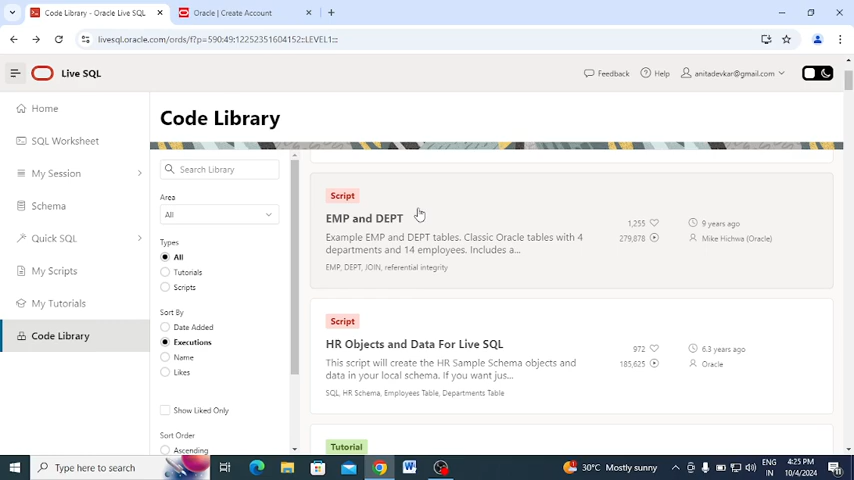 Code Library - Oracle Live SQL
Oracle | Create Account
livesql.oracle.com/ords/f?p=590:49:12252351604152::LEVEL1:::
Live SQL
Feedback
Help
anitadevkar@gmail.com
Home
SQL Worksheet
My Session
Schema
Quick SQL
My Scripts
My Tutorials
Code Library
Code Library
Search Library
Area
All
Types
All
Tutorials
Scripts
Sort By
Date Added
Executions
Name
Likes
Show Liked Only
Sort Order
Ascending
Script
EMP and DEPT
Example EMP and DEPT tables. Classic Oracle tables with 4
departments and 14 employees. Includes a...
EMP, DEPT, JOIN, referential integrity
1,255
279,878
9 years ago
Mike Hichwa (Oracle)
Script
HR Objects and Data For Live SQL
This script will create the HR Sample Schema objects and
data in your local schema. If you want jus...
SQL, HR Schema, Employees Table, Departments Table
972
185,625
6.3 years ago
Oracle
Tutorial
Type here to search
30°C Mostly sunny
ENG
IN
4:25 PM
10/4/2024